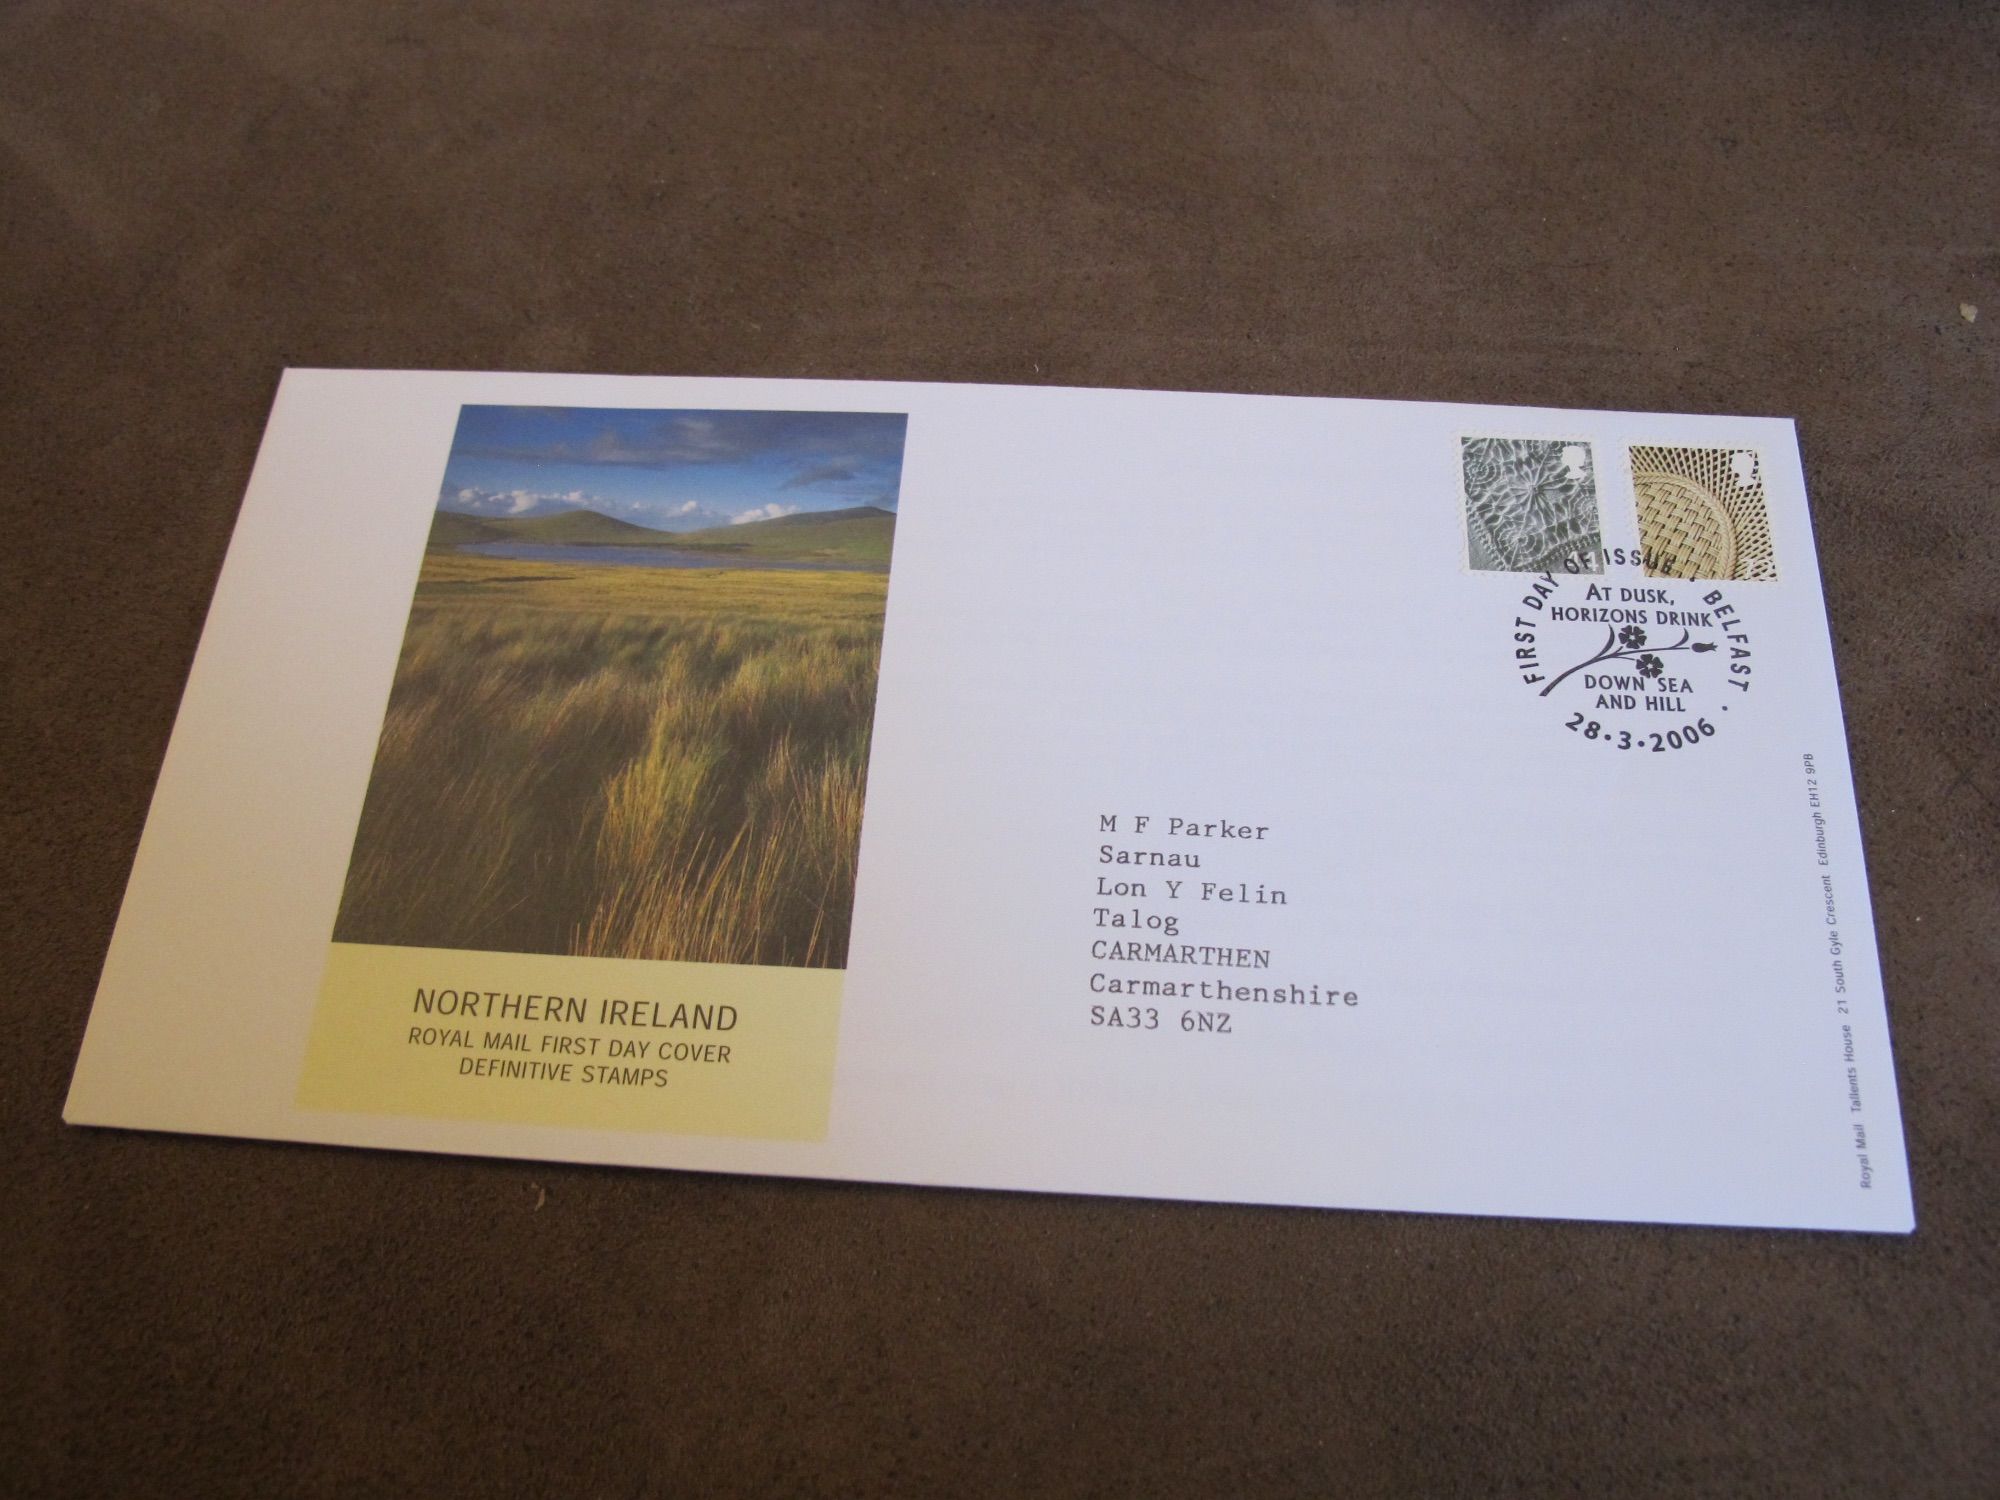 NORTHERN IRELAND
ROYAL MAIL FIRST DAY COVER
DEFINITIVE STAMPS
FIRST DAY OF ISSUE · BELFAST ·
AT DUSK,
HORIZONS DRINK
DOWN SEA
AND HILL
28·3·2006
M F Parker
Sarnau
Lon Y Felin
Talog
CARMARTHEN
Carmarthenshire
SA33 6NZ
Royal Mail Tallents House 21 South Gyle Crescent Edinburgh EH12 9PB